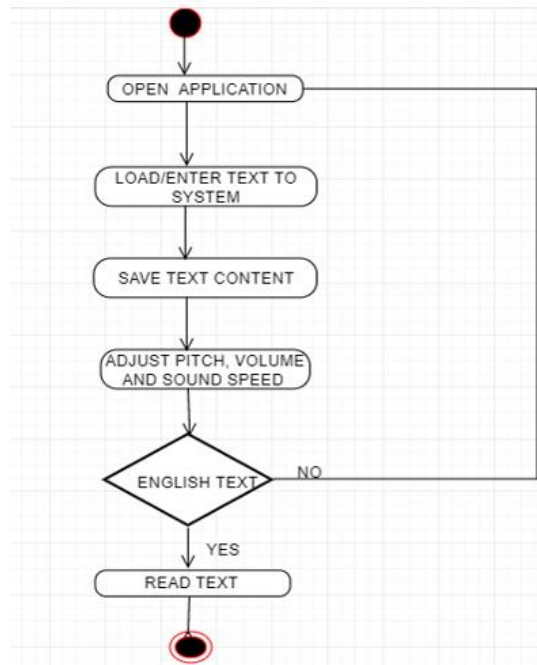 OPEN APPLICATION
LOAD/ENTER TEXT TO
SYSTEM
SAVE TEXT CONTENT
ADJUST PITCH, VOLUME
AND SOUND SPEED
ENGLISH TEXT
NO
YES
READ TEXT